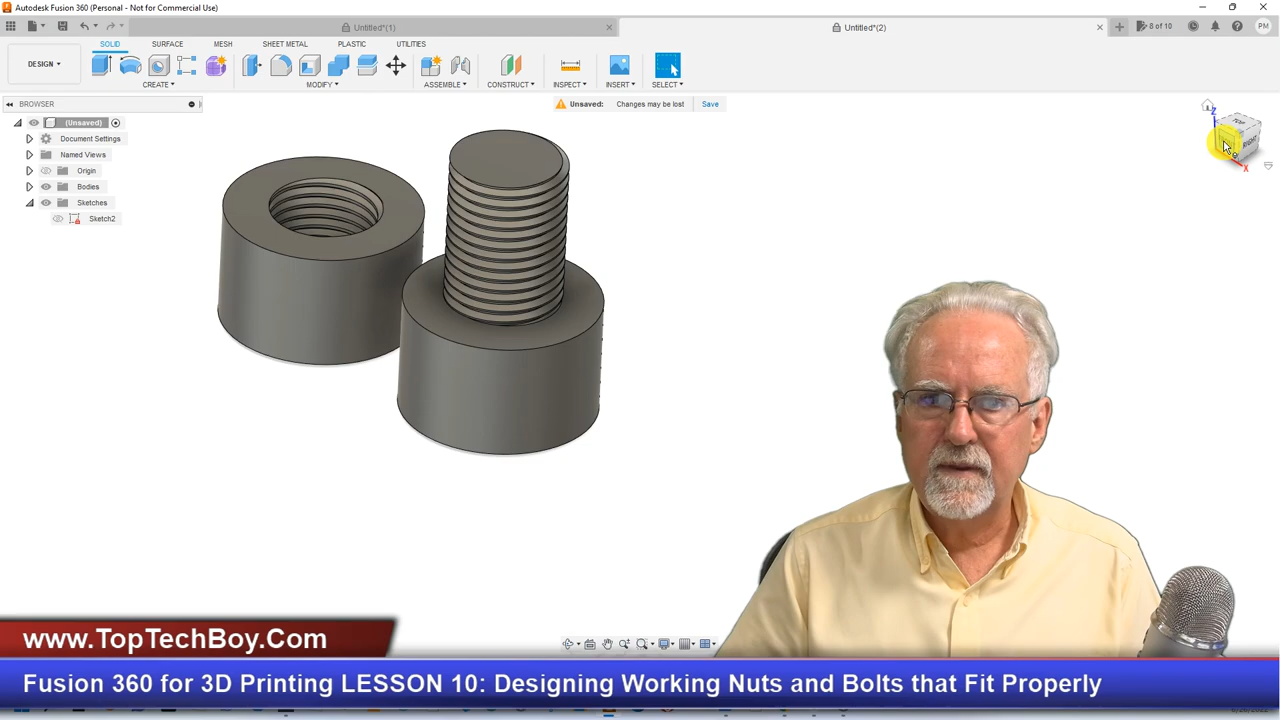 Autodesk Fusion 360 (Personal - Not for Commercial Use)
Untitled*(1)
Untitled*(2)
8 of 10
PM
SOLID
SURFACE
MESH
SHEET METAL
PLASTIC
UTILITIES
DESIGN
CREATE
MODIFY
ASSEMBLE
CONSTRUCT
INSPECT
INSERT
SELECT
BROWSER
Unsaved: Changes may be lost Save
(Unsaved)
Document Settings
Named Views
Origin
Bodies
Sketches
Sketch2
Z
TOP
RIGHT
X
www.TopTechBoy.Com
Fusion 360 for 3D Printing LESSON 10: Designing Working Nuts and Bolts that Fit Properly